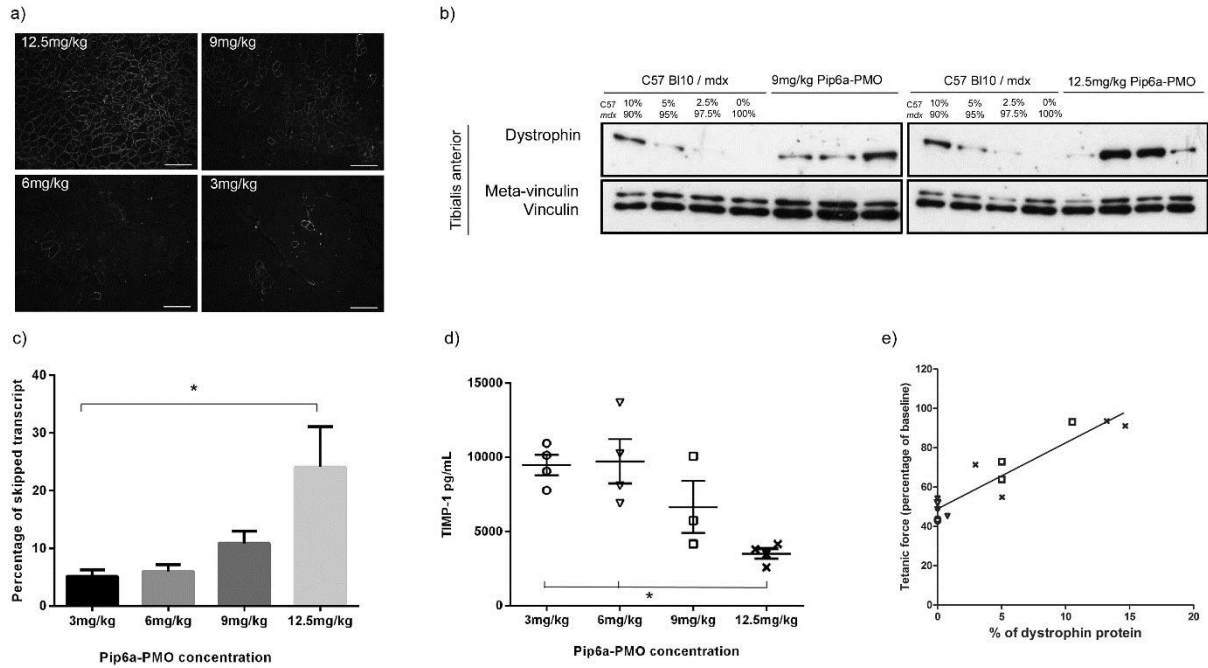 a)
12.5mg/kg
9mg/kg
6mg/kg
3mg/kg
b)
C57 Bl10 / mdx
9mg/kg Pip6a-PMO
C57 Bl10 / mdx
12.5mg/kg Pip6a-PMO
C57 10% 5% 2.5% 0%
mdx 90% 95% 97.5% 100%
C57 10% 5% 2.5% 0%
mdx 90% 95% 97.5% 100%
Tibialis anterior
Dystrophin
Meta-vinculin
Vinculin
c)
Percentage of skipped transcript
40
30
20
10
0
*
3mg/kg 6mg/kg 9mg/kg 12.5mg/kg
Pip6a-PMO concentration
d)
TIMP-1 pg/mL
15000
10000
5000
0
*
3mg/kg 6mg/kg 9mg/kg 12.5mg/kg
Pip6a-PMO concentration
e)
Tetanic force (percentage of baseline)
120
100
80
60
40
20
0
0 5 10 15 20
% of dystrophin protein